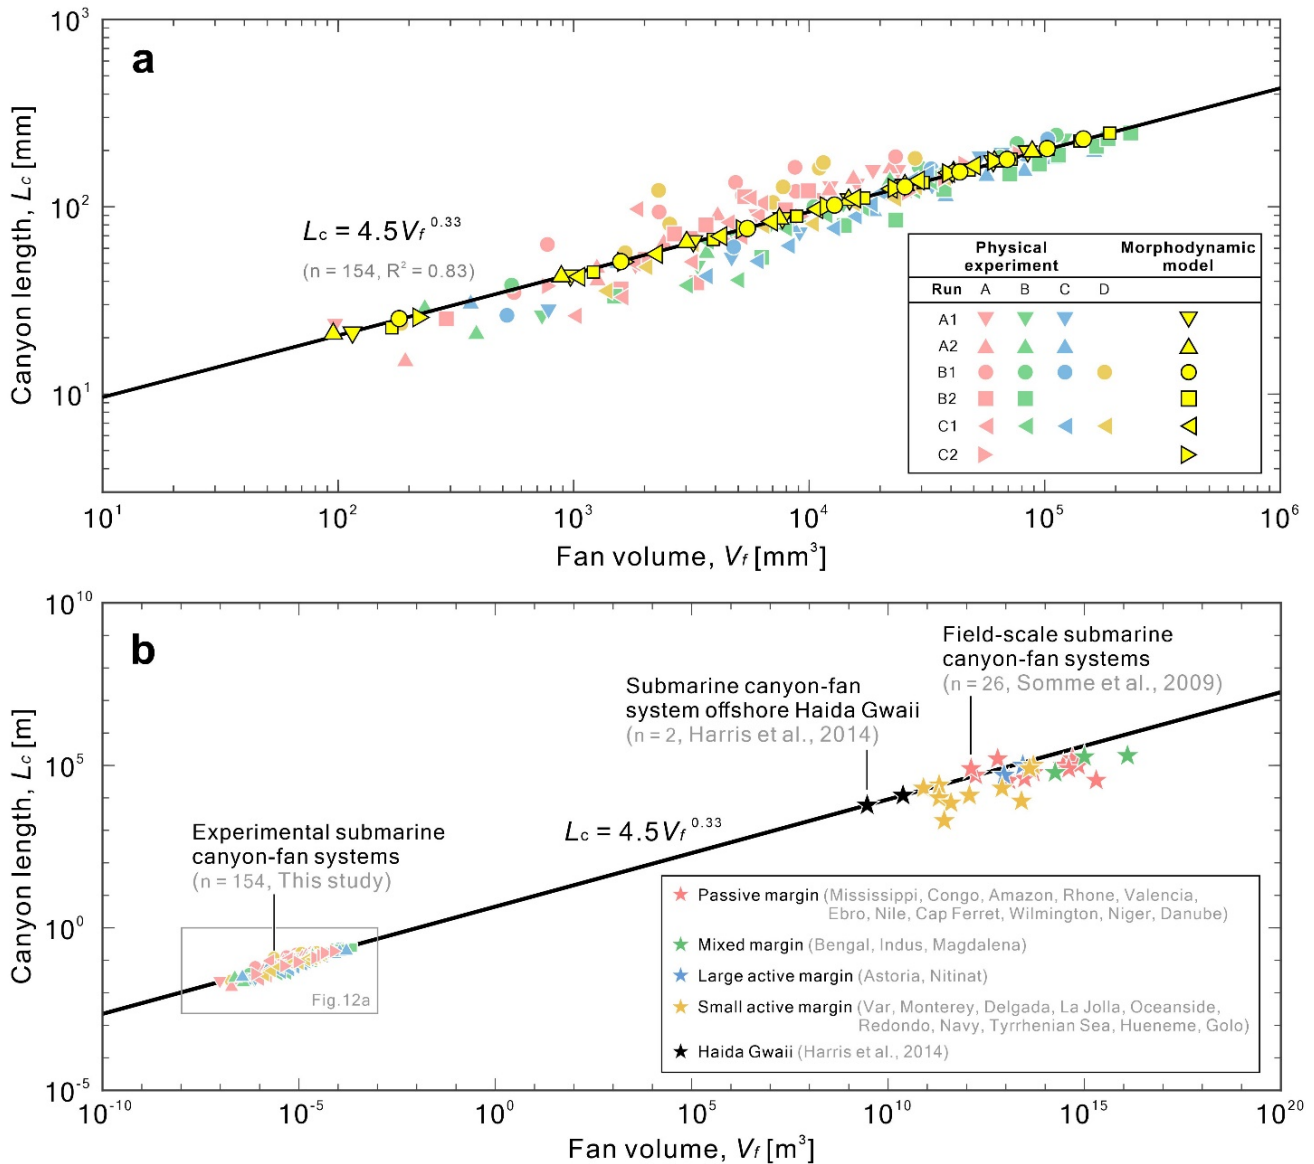 a
10³
10²
10¹
Canyon length, Lc [mm]
Lc = 4.5Vf 0.33
(n = 154, R² = 0.83)
Physical experiment
Morphodynamic model
Run A B C D
A1
A2
B1
B2
C1
C2
10¹ 10² 10³ 10⁴ 10⁵ 10⁶
Fan volume, Vf [mm³]
b
10¹⁰
10⁵
10⁰
10⁻⁵
Canyon length, Lc [m]
Field-scale submarine
canyon-fan systems
(n = 26, Somme et al., 2009)
Submarine canyon-fan
system offshore Haida Gwaii
(n = 2, Harris et al., 2014)
Lc = 4.5Vf 0.33
Experimental submarine
canyon-fan systems
(n = 154, This study)
Fig.12a
Passive margin (Mississippi, Congo, Amazon, Rhone, Valencia,
Ebro, Nile, Cap Ferret, Wilmington, Niger, Danube)
Mixed margin (Bengal, Indus, Magdalena)
Large active margin (Astoria, Nitinat)
Small active margin (Var, Monterey, Delgada, La Jolla, Oceanside,
Redondo, Navy, Tyrrhenian Sea, Hueneme, Golo)
Haida Gwaii (Harris et al., 2014)
10⁻¹⁰ 10⁻⁵ 10⁰ 10⁵ 10¹⁰ 10¹⁵ 10²⁰
Fan volume, Vf [m³]